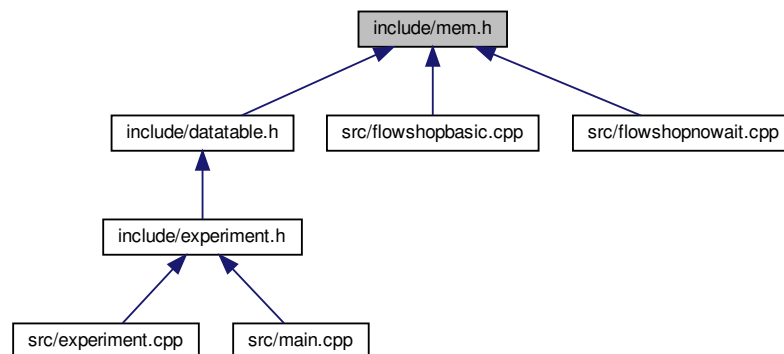 include/mem.h
include/datatable.h
src/flowshopbasic.cpp
src/flowshopnowait.cpp
include/experiment.h
src/experiment.cpp
src/main.cpp